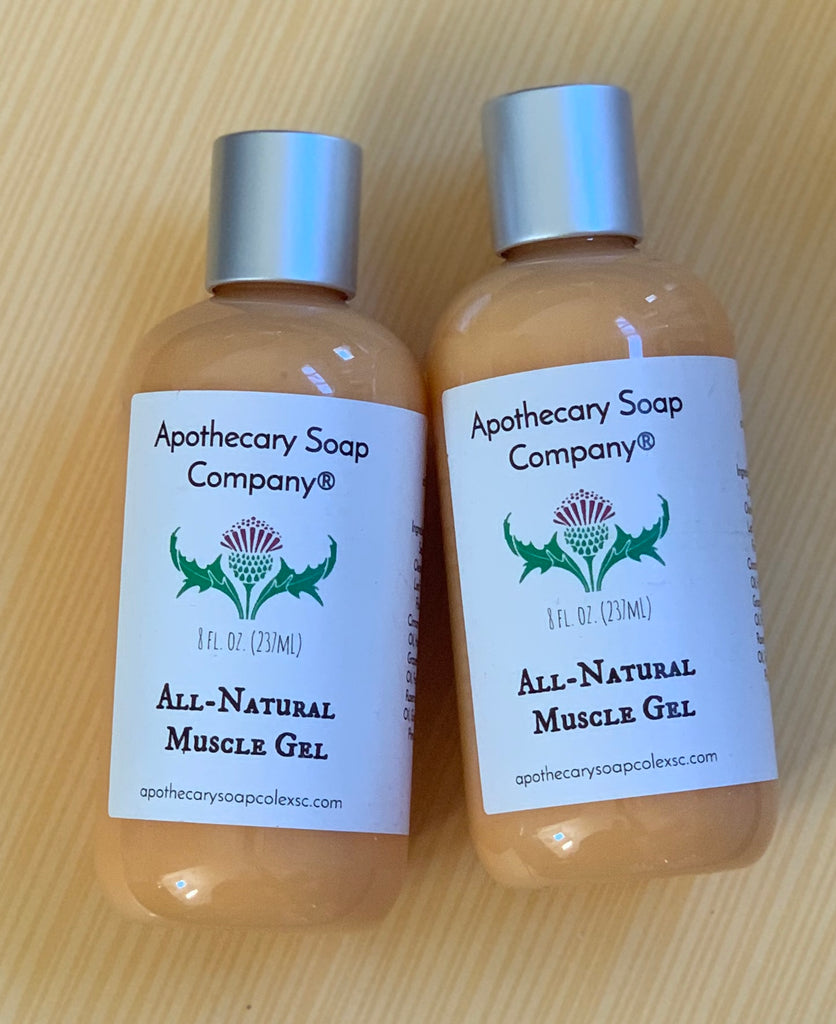 Apothecary Soap
Company®
8 FL. OZ. (237ML)
All-Natural
Muscle Gel
apothecarysoapcolexsc.com
Apothecary Soap
Company®
8 FL. OZ. (237ML)
All-Natural
Muscle Gel
apothecarysoapcolexsc.com